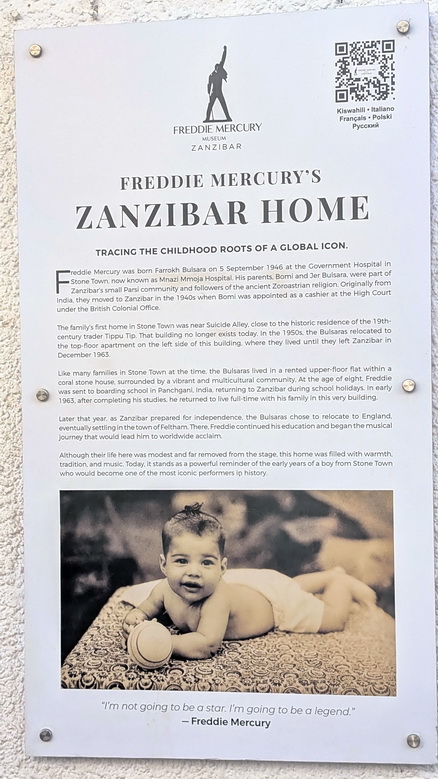 FREDDIE MERCURY
MUSEUM
ZANZIBAR
Kiswahili • Italiano
Français • Polski
Русский
FREDDIE MERCURY'S
ZANZIBAR HOME
TRACING THE CHILDHOOD ROOTS OF A GLOBAL ICON.
Freddie Mercury was born Farrokh Bulsara on 5 September 1946 at the Government Hospital in
Stone Town, now known as Mnazi Mmoja Hospital. His parents, Bomi and Jer Bulsara, were part of
Zanzibar's small Parsi community and followers of the ancient Zoroastrian religion. Originally from
India, they moved to Zanzibar in the 1940s when Bomi was appointed as a cashier at the High Court
under the British Colonial Office.
The family's first home in Stone Town was near Suicide Alley, close to the historic residence of the 19th-
century trader Tippu Tip. That building no longer exists today. In the 1950s, the Bulsaras relocated to
the top-floor apartment on the left side of this building, where they lived until they left Zanzibar in
December 1963.
Like many families in Stone Town at the time, the Bulsaras lived in a rented upper-floor flat within a
coral stone house, surrounded by a vibrant and multicultural community. At the age of eight, Freddie
was sent to boarding school in Panchgani, India, returning to Zanzibar during school holidays. In early
1963, after completing his studies, he returned to live full-time with his family in this very building.
Later that year, as Zanzibar prepared for independence, the Bulsaras chose to relocate to England,
eventually settling in the town of Feltham. There, Freddie continued his education and began the musical
journey that would lead him to worldwide acclaim.
Although their life here was modest and far removed from the stage, this home was filled with warmth,
tradition, and music. Today, it stands as a powerful reminder of the early years of a boy from Stone Town
who would become one of the most iconic performers in history.
"I'm not going to be a star. I'm going to be a legend."
— Freddie Mercury